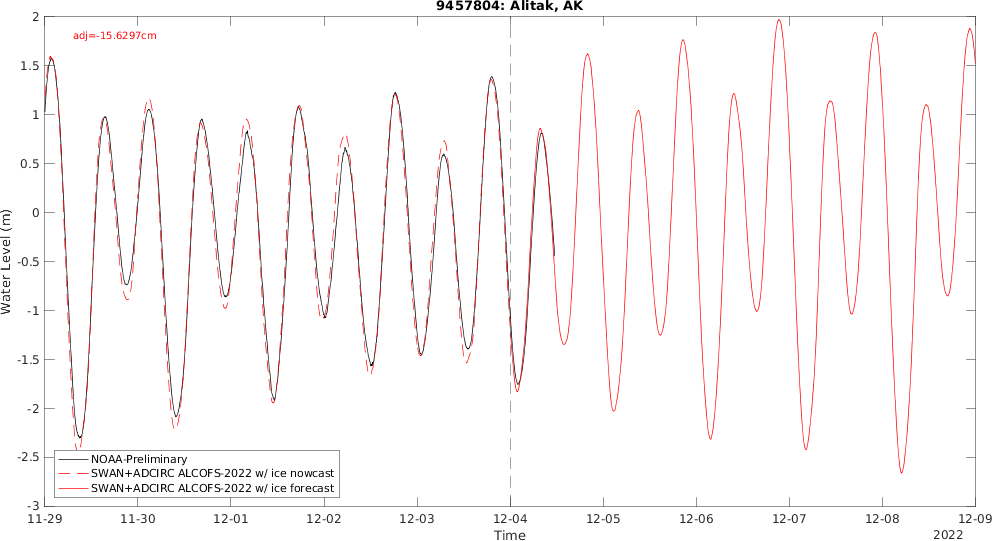 9457804: Alitak, AK
adj=-15.6297cm
2
1.5
1
0.5
0
-0.5
-1
-1.5
-2
-2.5
-3
Water Level (m)
NOAA-Preliminary
SWAN+ADCIRC ALCOFS-2022 w/ ice nowcast
SWAN+ADCIRC ALCOFS-2022 w/ ice forecast
11-29 11-30 12-01 12-02 12-03 12-04 12-05 12-06 12-07 12-08 12-09
Time
2022